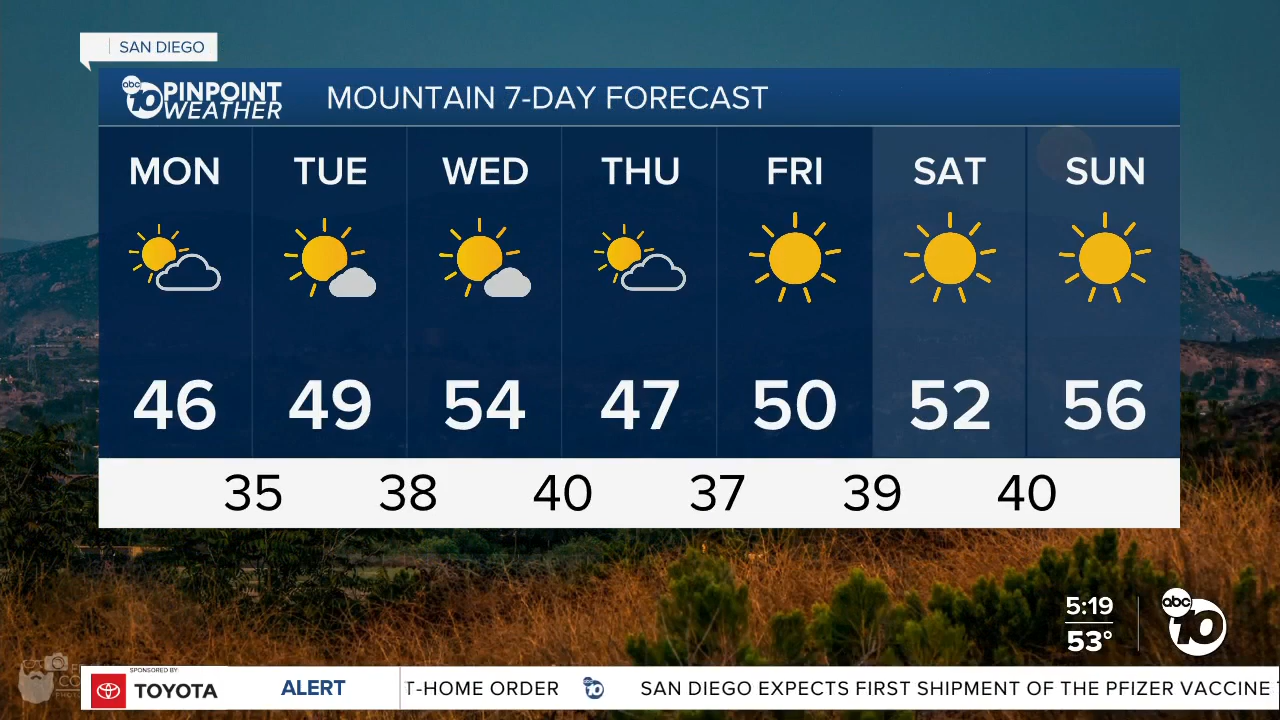 SAN DIEGO
abc 10 PINPOINT WEATHER
MOUNTAIN 7-DAY FORECAST
MON TUE WED THU FRI SAT SUN
46 49 54 47 50 52 56
35 38 40 37 39 40
5:19
53°
abc 10
SPONSORED BY
TOYOTA
ALERT
T-HOME ORDER 10 SAN DIEGO EXPECTS FIRST SHIPMENT OF THE PFIZER VACCINE